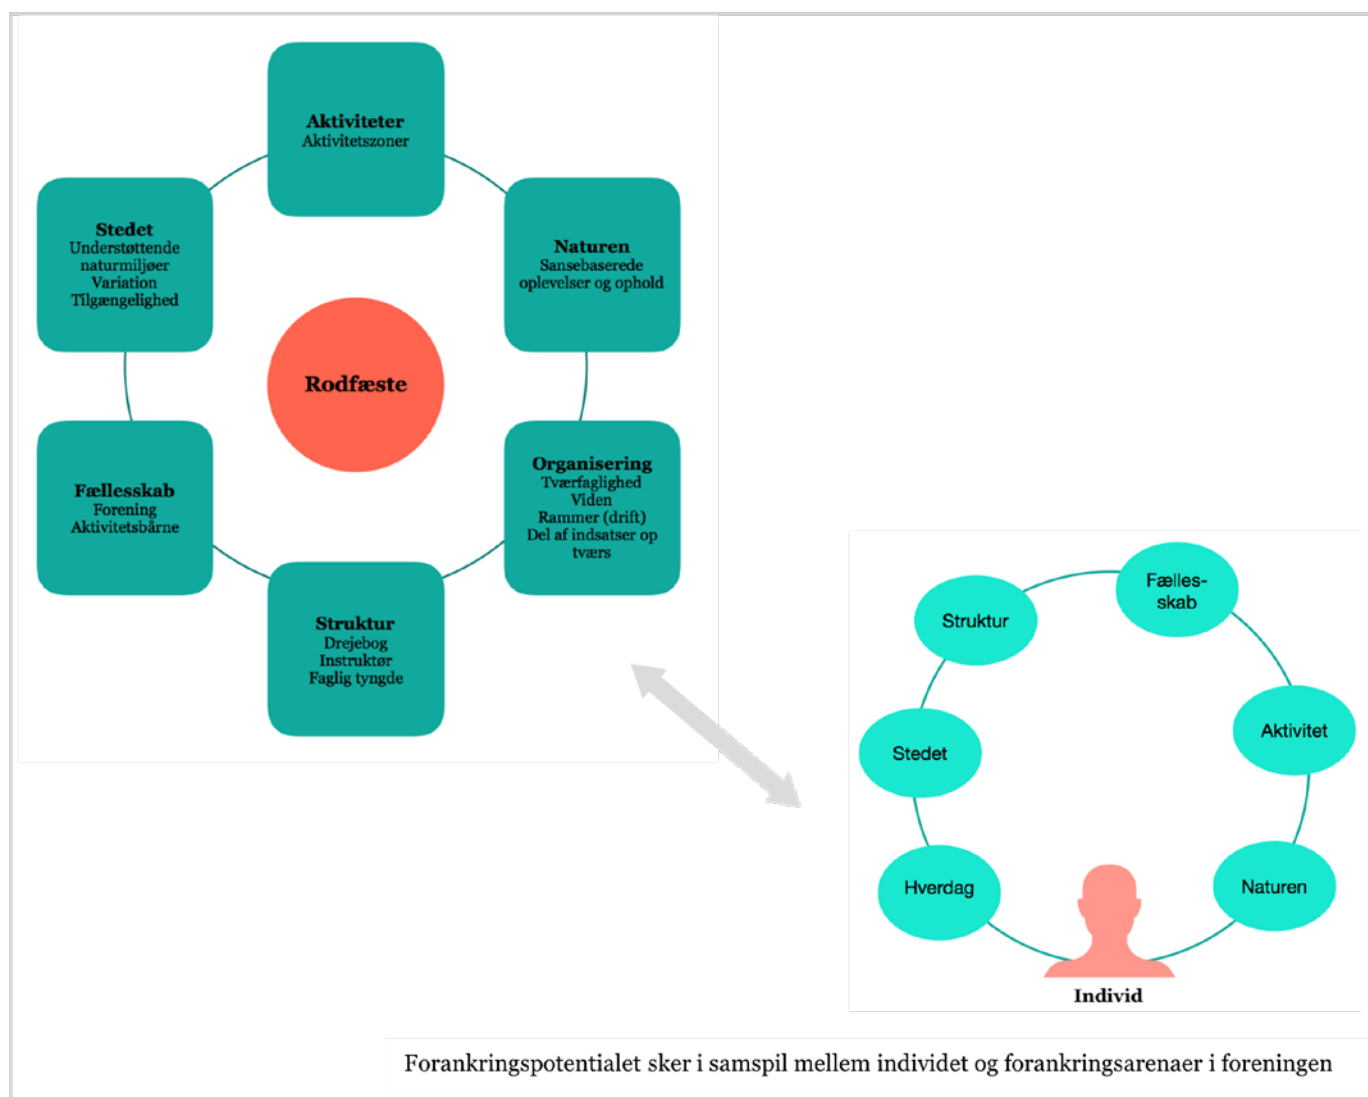 Aktiviteter
Aktivitetszoner
Stedet
Understøttende
naturmiljøer
Variation
Tilgængelighed
Naturen
Sansebaserede
oplevelser og ophold
Rodfæste
Fællesskab
Forening
Aktivitetsbårne
Organisering
Tværfaglighed
Viden
Rammer (drift)
Del af indsatser op
tværs
Struktur
Drejebog
Instruktør
Faglig tyngde
Fælles-
skab
Struktur
Aktivitet
Stedet
Hverdag
Naturen
Individ
Forankringspotentialet sker i samspil mellem individet og forankringsarenaer i foreningen